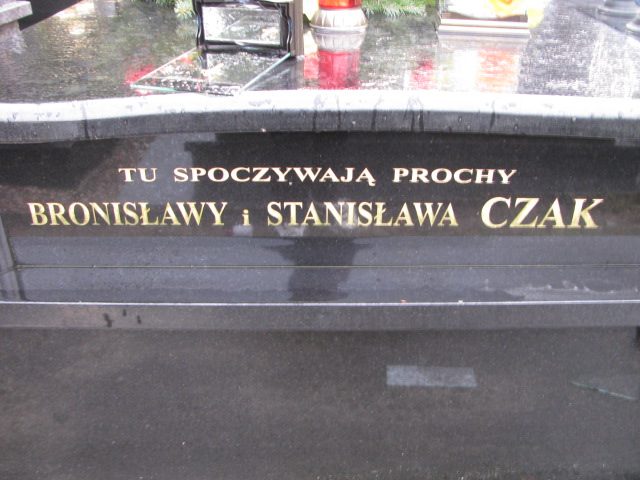 TU SPOCZYWAJĄ PROCHY
BRONISŁAWY i STANISŁAWA CZAK